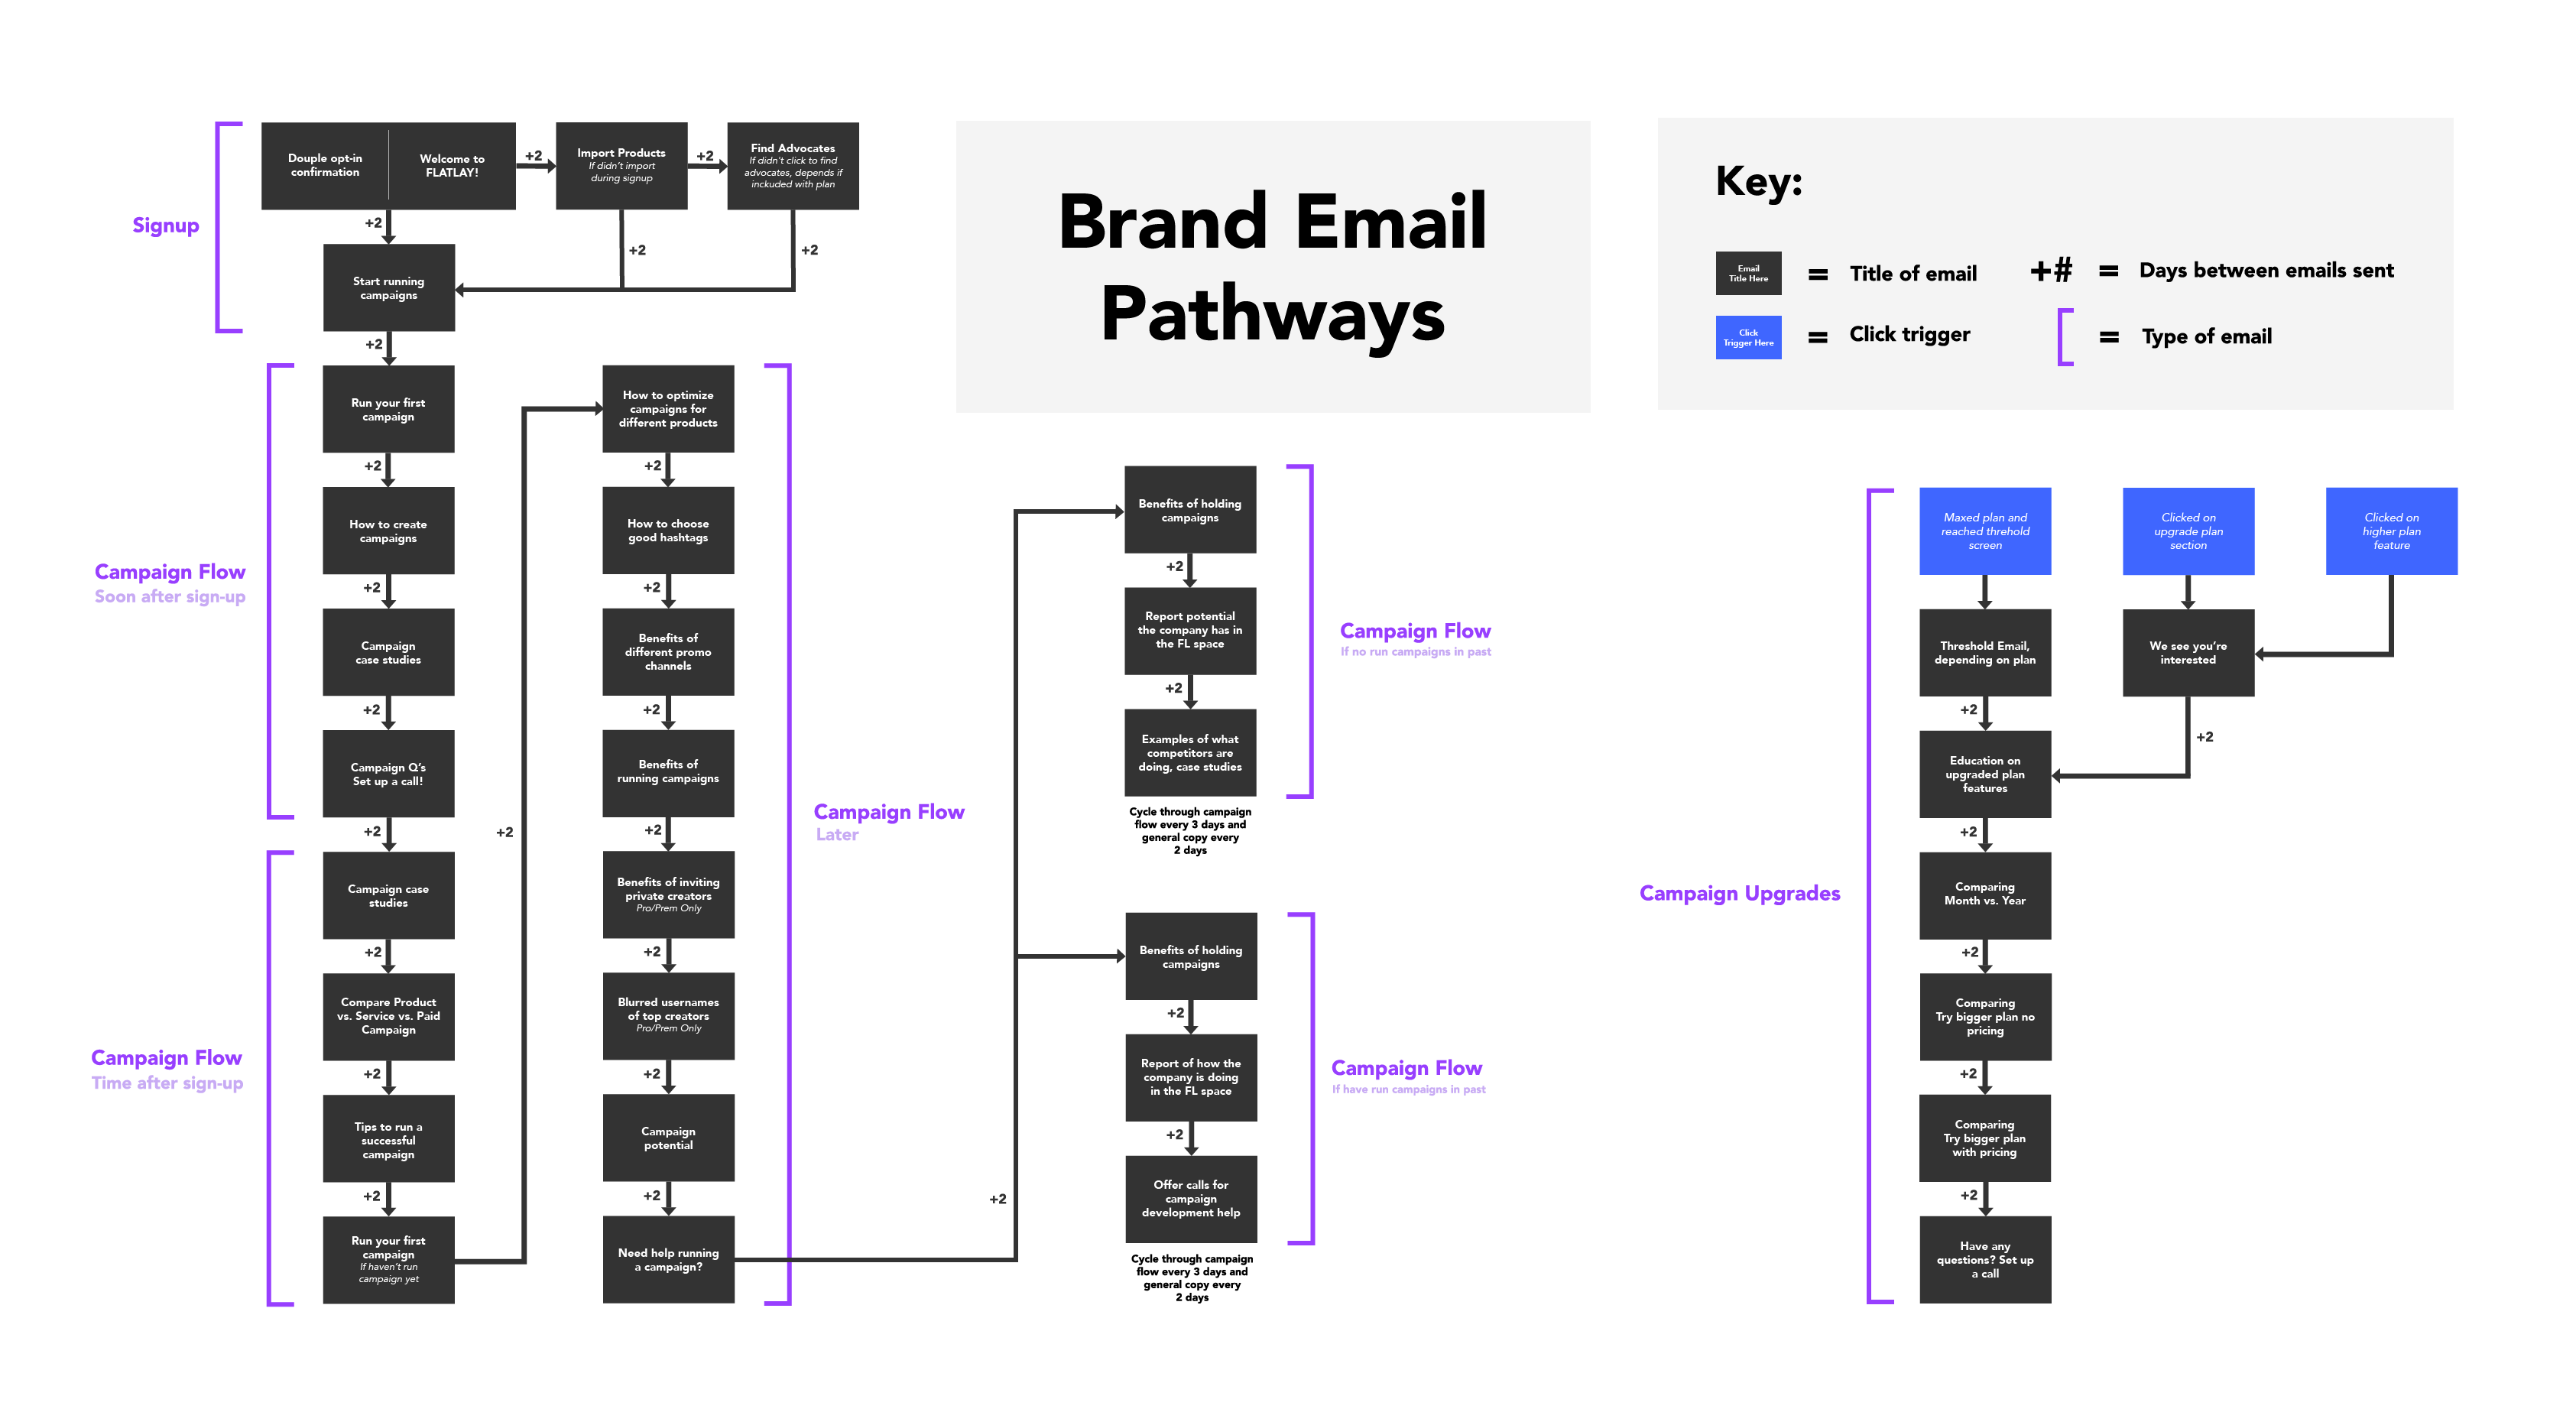 Brand Email
Pathways
Key:
Email
Title Here
=
Title of email
+#
=
Days between emails sent
Click
Trigger Here
=
Click trigger
=
Type of email
Signup
Douple opt-in
confirmation
Welcome to
FLATLAY!
+2
Import Products
If didn't import
during signup
+2
Find Advocates
If didn't click to find
advocates, depends if
inckuded with plan
+2
+2
+2
Start running
campaigns
+2
Campaign Flow
Soon after sign-up
Run your first
campaign
+2
How to create
campaigns
+2
Campaign
case studies
+2
Campaign Q's
Set up a call!
+2
Campaign Flow
Time after sign-up
Campaign case
studies
+2
Compare Product
vs. Service vs. Paid
Campaign
+2
Tips to run a
successful
campaign
+2
Run your first
campaign
If haven't run
campaign yet
+2
Campaign Flow
Later
How to optimize
campaigns for
different products
+2
How to choose
good hashtags
+2
Benefits of
different promo
channels
+2
Benefits of
running campaigns
+2
Benefits of inviting
private creators
Pro/Prem Only
+2
Blurred usernames
of top creators
Pro/Prem Only
+2
Campaign
potential
+2
Need help running
a campaign?
+2
Benefits of holding
campaigns
+2
Report potential
the company has in
the FL space
+2
Examples of what
competitors are
doing, case studies
Cycle through campaign
flow every 3 days and
general copy every
2 days
Campaign Flow
If no run campaigns in past
Benefits of holding
campaigns
+2
Report of how the
company is doing
in the FL space
+2
Offer calls for
campaign
development help
Cycle through campaign
flow every 3 days and
general copy every
2 days
Campaign Flow
If have run campaigns in past
Campaign Upgrades
Maxed plan and
reached threhold
screen
Clicked on
upgrade plan
section
Clicked on
higher plan
feature
Threshold Email,
depending on plan
We see you're
interested
+2
+2
Education on
upgraded plan
features
+2
Comparing
Month vs. Year
+2
Comparing
Try bigger plan no
pricing
+2
Comparing
Try bigger plan
with pricing
+2
Have any
questions? Set up
a call